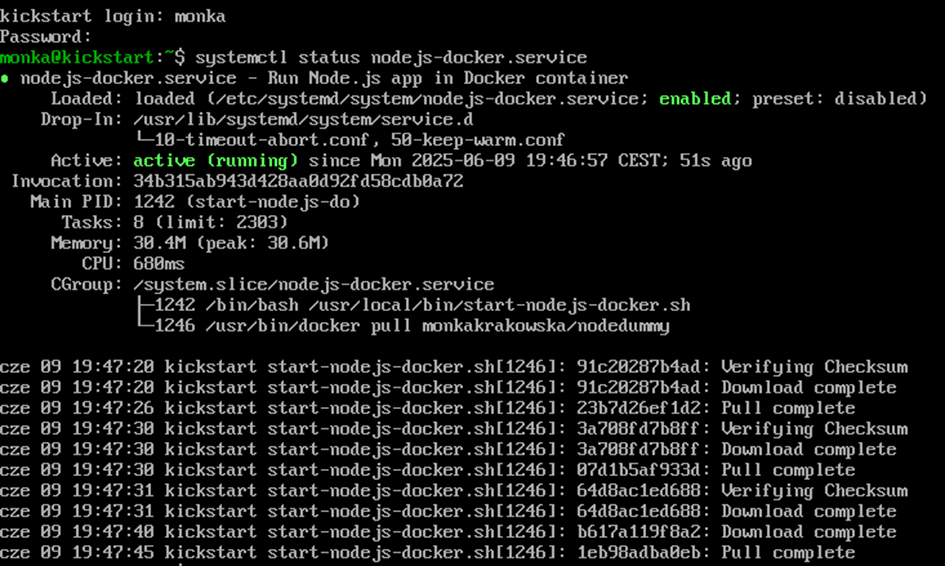 kickstart login: monka
Password:
monka@kickstart:~$ systemctl status nodejs-docker.service
● nodejs-docker.service - Run Node.js app in Docker container
     Loaded: loaded (/etc/systemd/system/nodejs-docker.service; enabled; preset: disabled)
    Drop-In: /usr/lib/systemd/system/service.d
             └─10-timeout-abort.conf, 50-keep-warm.conf
     Active: active (running) since Mon 2025-06-09 19:46:57 CEST; 51s ago
 Invocation: 34b315ab943d428aa0d92fd58cdb0a72
   Main PID: 1242 (start-nodejs-do)
      Tasks: 8 (limit: 2303)
     Memory: 30.4M (peak: 30.6M)
        CPU: 680ms
     CGroup: /system.slice/nodejs-docker.service
             ├─1242 /bin/bash /usr/local/bin/start-nodejs-docker.sh
             └─1246 /usr/bin/docker pull monkakrakowska/nodedummy

cze 09 19:47:20 kickstart start-nodejs-docker.sh[1246]: 91c20287b4ad: Verifying Checksum
cze 09 19:47:20 kickstart start-nodejs-docker.sh[1246]: 91c20287b4ad: Download complete
cze 09 19:47:26 kickstart start-nodejs-docker.sh[1246]: 23b7d26ef1d2: Pull complete
cze 09 19:47:30 kickstart start-nodejs-docker.sh[1246]: 3a708fd7b8ff: Verifying Checksum
cze 09 19:47:30 kickstart start-nodejs-docker.sh[1246]: 3a708fd7b8ff: Download complete
cze 09 19:47:30 kickstart start-nodejs-docker.sh[1246]: 07d1b5af933d: Pull complete
cze 09 19:47:31 kickstart start-nodejs-docker.sh[1246]: 64d8ac1ed688: Verifying Checksum
cze 09 19:47:31 kickstart start-nodejs-docker.sh[1246]: 64d8ac1ed688: Download complete
cze 09 19:47:40 kickstart start-nodejs-docker.sh[1246]: b617a119f8a2: Download complete
cze 09 19:47:45 kickstart start-nodejs-docker.sh[1246]: 1eb98adba0eb: Pull complete